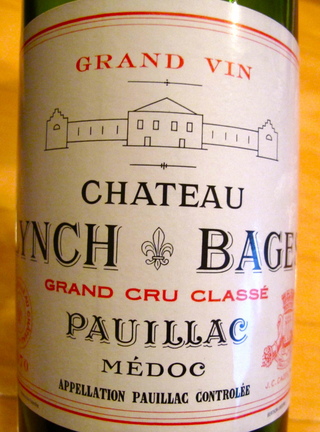 GRAND VIN
CHATEAU
YNCH BAGES
GRAND CRU CLASSÉ
PAUILLAC
MÉDOC
APPELLATION PAUILLAC CONTROLÉE